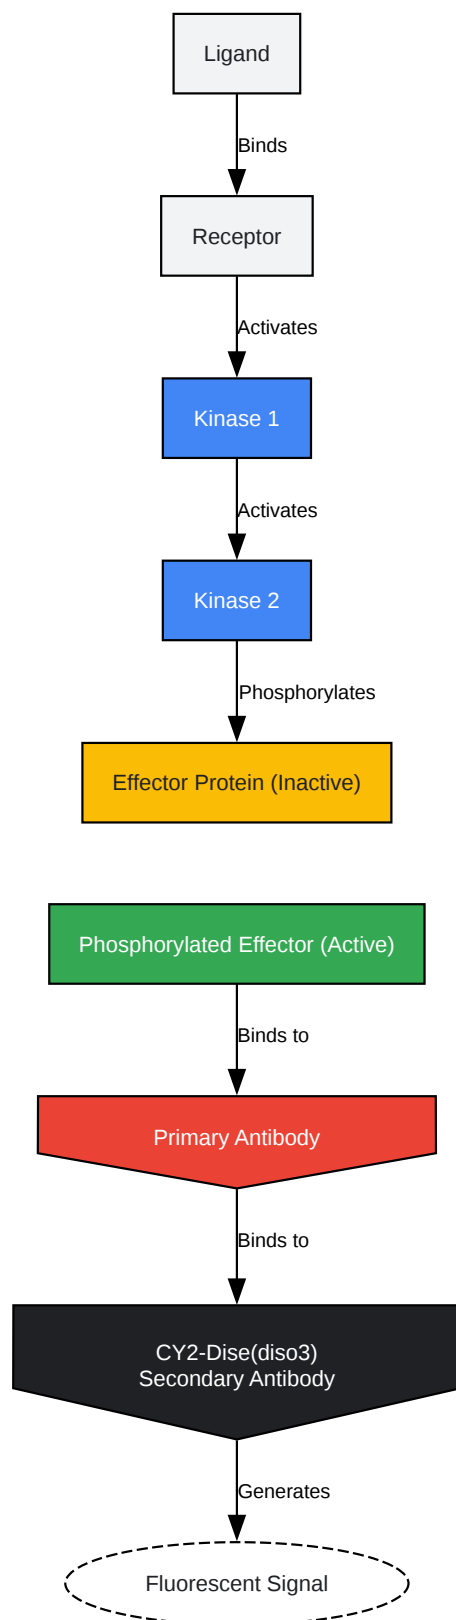 Ligand
Binds
Receptor
Activates
Kinase 1
Activates
Kinase 2
Phosphorylates
Effector Protein (Inactive)
Phosphorylated Effector (Active)
Binds to
Primary Antibody
Binds to
CY2-Dise(diso3)
Secondary Antibody
Generates
Fluorescent Signal